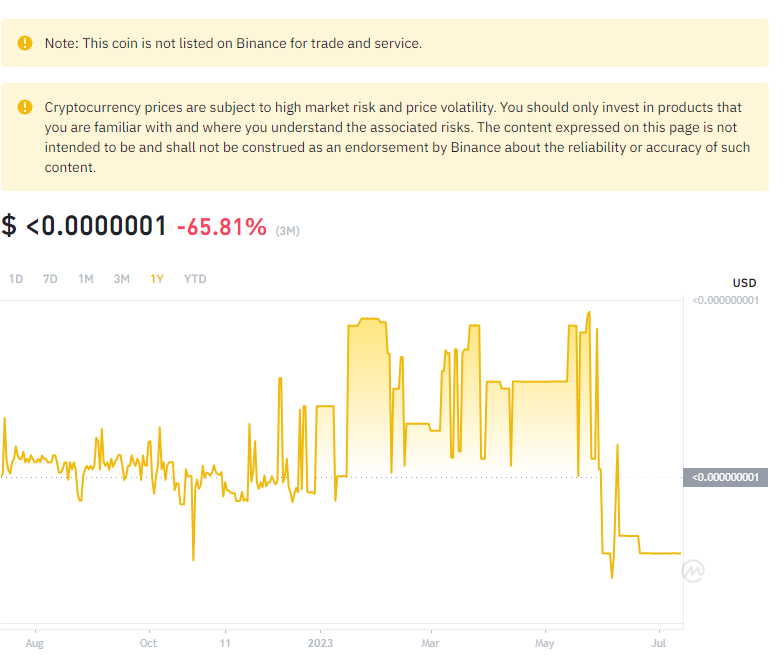 Note: This coin is not listed on Binance for trade and service.
Cryptocurrency prices are subject to high market risk and price volatility. You should only invest in products that
you are familiar with and where you understand the associated risks. The content expressed on this page is not
intended to be and shall not be construed as an endorsement by Binance about the reliability or accuracy of such
content.
$ <0.0000001 -65.81% (3M)
1D 7D 1M 3M 1Y YTD
USD
<0.000000001
<0.000000001
Aug Oct 11 2023 Mar May Jul